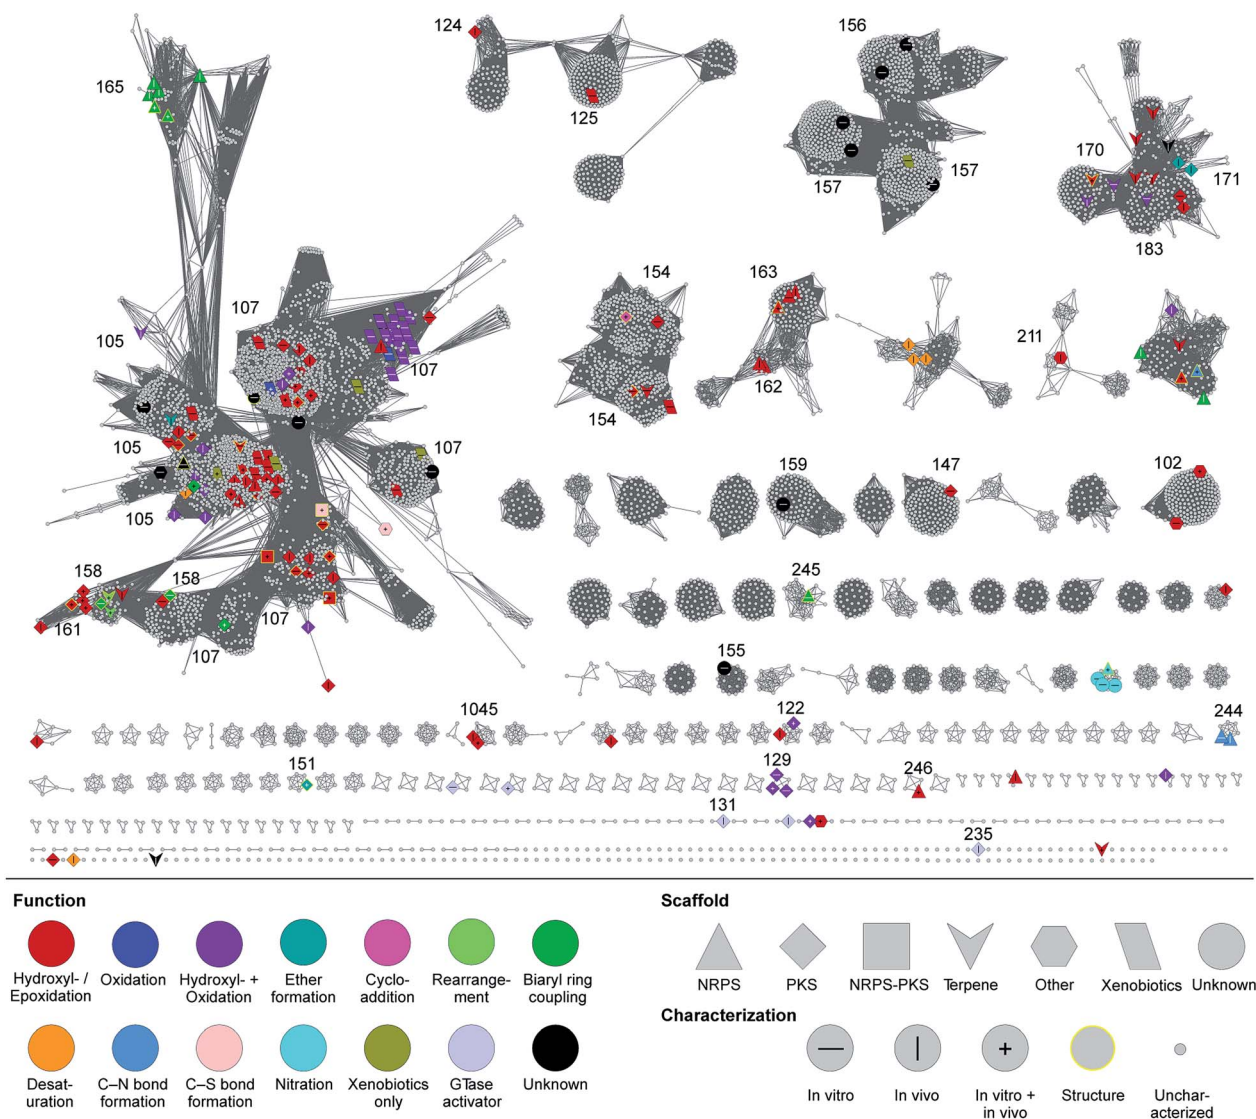 124
156
165
125
170
171
157
157
183
107
154
163
105
211
107
162
154
105
107
159
147
102
105
158
158
245
161
107
107
155
1045
122
244
151
129
246
131
235
Function
Hydroxyl- /
Epoxidation
Oxidation
Hydroxyl- +
Oxidation
Ether
formation
Cyclo-
addition
Rearrange-
ment
Biaryl ring
coupling
Desat-
uration
C–N bond
formation
C–S bond
formation
Nitration
Xenobiotics
only
GTase
activator
Unknown
Scaffold
NRPS
PKS
NRPS-PKS
Terpene
Other
Xenobiotics
Unknown
Characterization
In vitro
In vivo
In vitro +
in vivo
Structure
Unchar-
acterized